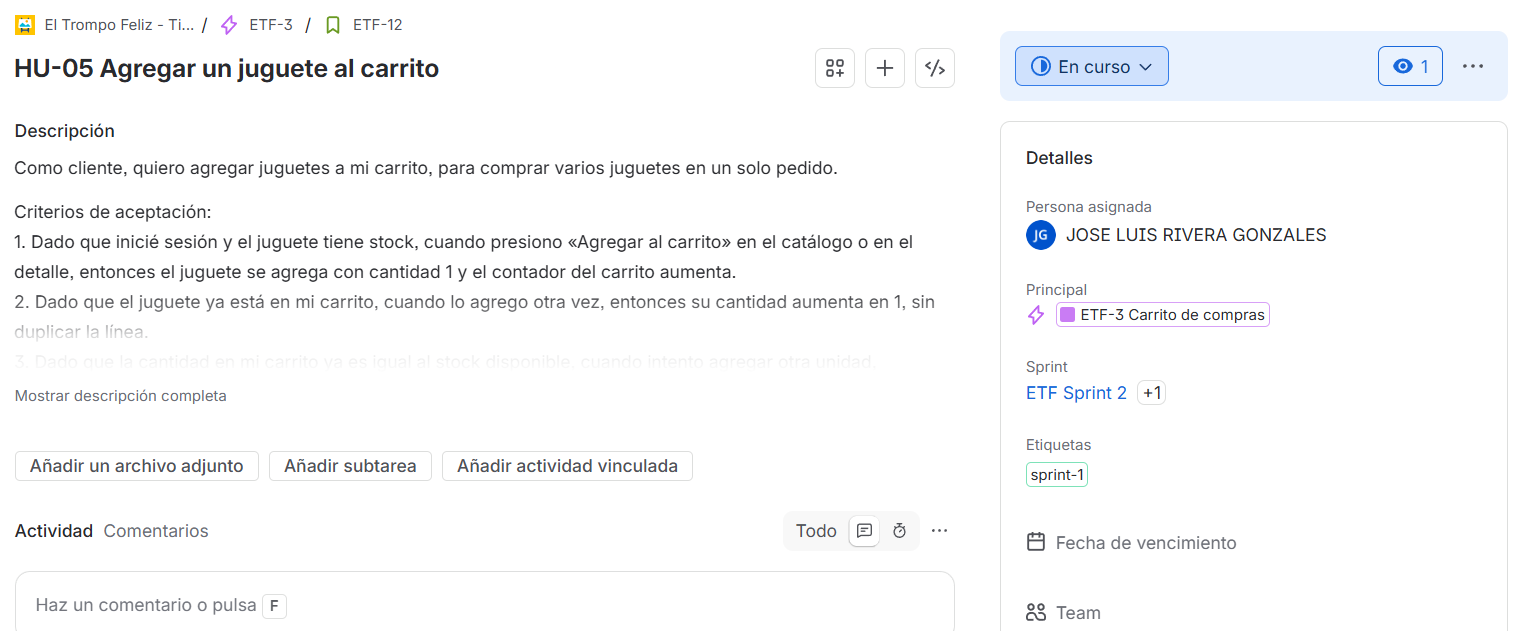 El Trompo Feliz - Ti... / ETF-3 / ETF-12
HU-05 Agregar un juguete al carrito
Descripción
Como cliente, quiero agregar juguetes a mi carrito, para comprar varios juguetes en un solo pedido.
Criterios de aceptación:
1. Dado que inicié sesión y el juguete tiene stock, cuando presiono «Agregar al carrito» en el catálogo o en el
detalle, entonces el juguete se agrega con cantidad 1 y el contador del carrito aumenta.
2. Dado que el juguete ya está en mi carrito, cuando lo agrego otra vez, entonces su cantidad aumenta en 1, sin
duplicar la línea.
3. Dado que la cantidad en mi carrito ya es igual al stock disponible, cuando intento agregar otra unidad,
Mostrar descripción completa
Añadir un archivo adjunto
Añadir subtarea
Añadir actividad vinculada
Actividad Comentarios
Todo
Haz un comentario o pulsa F
En curso
1
Detalles
Persona asignada
JG JOSE LUIS RIVERA GONZALES
Principal
ETF-3 Carrito de compras
Sprint
ETF Sprint 2 +1
Etiquetas
sprint-1
Fecha de vencimiento
Team